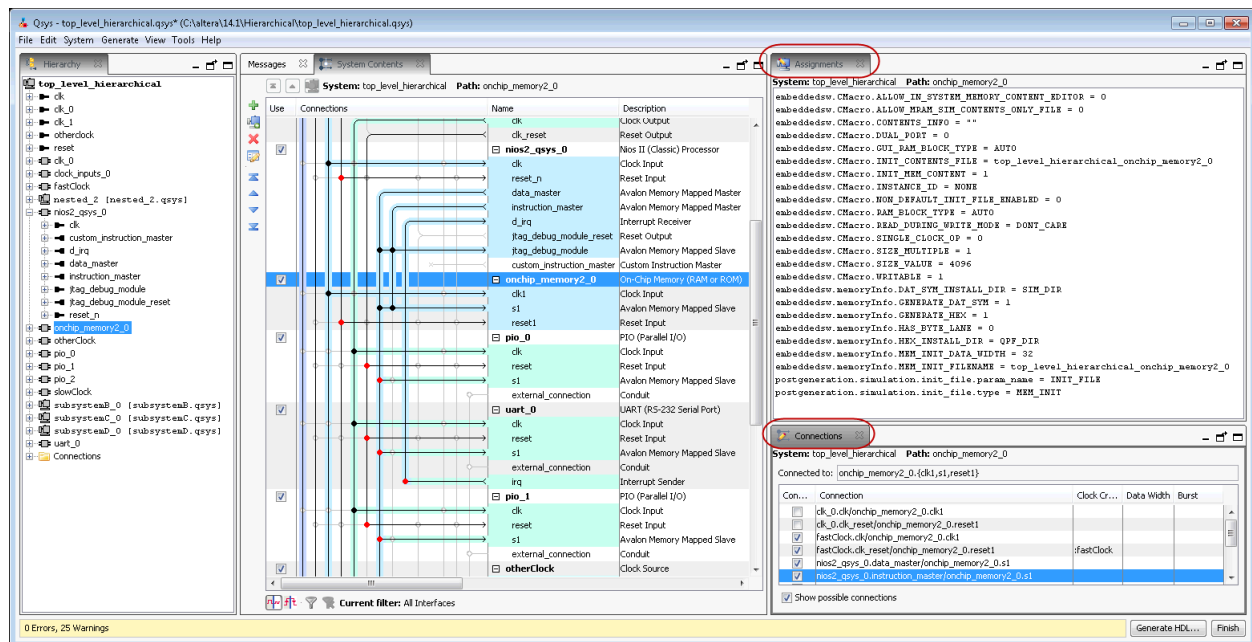 Qsys - top_level_hierarchical.qsys* (C:\altera\14.1\Hierarchical\top_level_hierarchical.qsys)
File Edit System Generate View Tools Help
Hierarchy
top_level_hierarchical
clk
clk_0
clk_1
otherclock
reset
clk_0
clock_inputs_0
fastClock
nested_2 [nested_2.qsys]
nios2_qsys_0
clk
custom_instruction_master
d_irq
data_master
instruction_master
jtag_debug_module
jtag_debug_module_reset
reset_n
onchip_memory2_0
otherClock
pio_0
pio_1
pio_2
slowClock
subsystemB_0 [subsystemB.qsys]
subsystemC_0 [subsystemC.qsys]
subsystemD_0 [subsystemD.qsys]
uart_0
Connections
Messages System Contents
System: top_level_hierarchical Path: onchip_memory2_0
Use Connections Name Description
clk Clock Output
clk_reset Reset Output
nios2_qsys_0 Nios II (Classic) Processor
clk Clock Input
reset_n Reset Input
data_master Avalon Memory Mapped Master
instruction_master Avalon Memory Mapped Master
d_irq Interrupt Receiver
jtag_debug_module_reset Reset Output
jtag_debug_module Avalon Memory Mapped Slave
custom_instruction_master Custom Instruction Master
onchip_memory2_0 On-Chip Memory (RAM or ROM)
clk1 Clock Input
s1 Avalon Memory Mapped Slave
reset1 Reset Input
pio_0 PIO (Parallel I/O)
clk Clock Input
reset Reset Input
s1 Avalon Memory Mapped Slave
external_connection Conduit
uart_0 UART (RS-232 Serial Port)
clk Clock Input
reset Reset Input
s1 Avalon Memory Mapped Slave
external_connection Conduit
irq Interrupt Sender
pio_1 PIO (Parallel I/O)
clk Clock Input
reset Reset Input
s1 Avalon Memory Mapped Slave
external_connection Conduit
otherClock Clock Source
Current filter: All Interfaces
Assignments
System: top_level_hierarchical Path: onchip_memory2_0
embeddedsw.CMacro.ALLOW_IN_SYSTEM_MEMORY_CONTENT_EDITOR = 0
embeddedsw.CMacro.ALLOW_MRAM_SIM_CONTENTS_ONLY_FILE = 0
embeddedsw.CMacro.CONTENTS_INFO = ""
embeddedsw.CMacro.DUAL_PORT = 0
embeddedsw.CMacro.GUI_RAM_BLOCK_TYPE = AUTO
embeddedsw.CMacro.INIT_CONTENTS_FILE = top_level_hierarchical_onchip_memory2_0
embeddedsw.CMacro.INIT_MEM_CONTENT = 1
embeddedsw.CMacro.INSTANCE_ID = NONE
embeddedsw.CMacro.NON_DEFAULT_INIT_FILE_ENABLED = 0
embeddedsw.CMacro.RAM_BLOCK_TYPE = AUTO
embeddedsw.CMacro.READ_DURING_WRITE_MODE = DONT_CARE
embeddedsw.CMacro.SINGLE_CLOCK_OP = 0
embeddedsw.CMacro.SIZE_MULTIPLE = 1
embeddedsw.CMacro.SIZE_VALUE = 4096
embeddedsw.CMacro.WRITABLE = 1
embeddedsw.memoryInfo.DAT_SYM_INSTALL_DIR = SIM_DIR
embeddedsw.memoryInfo.GENERATE_DAT_SYM = 1
embeddedsw.memoryInfo.GENERATE_HEX = 1
embeddedsw.memoryInfo.HAS_BYTE_LANE = 0
embeddedsw.memoryInfo.HEX_INSTALL_DIR = QPF_DIR
embeddedsw.memoryInfo.MEM_INIT_DATA_WIDTH = 32
embeddedsw.memoryInfo.MEM_INIT_FILENAME = top_level_hierarchical_onchip_memory2_0
postgeneration.simulation.init_file.param_name = INIT_FILE
postgeneration.simulation.init_file.type = MEM_INIT
Connections
System: top_level_hierarchical Path: onchip_memory2_0
Connected to: onchip_memory2_0.{clk1,s1,reset1}
Con... Connection Clock Cr... Data Width Burst
clk_0.clk/onchip_memory2_0.clk1
clk_0.clk_reset/onchip_memory2_0.reset1
fastClock.clk/onchip_memory2_0.clk1
fastClock.clk_reset/onchip_memory2_0.reset1 :fastClock
nios2_qsys_0.data_master/onchip_memory2_0.s1
nios2_qsys_0.instruction_master/onchip_memory2_0.s1
Show possible connections
0 Errors, 25 Warnings
Generate HDL... Finish